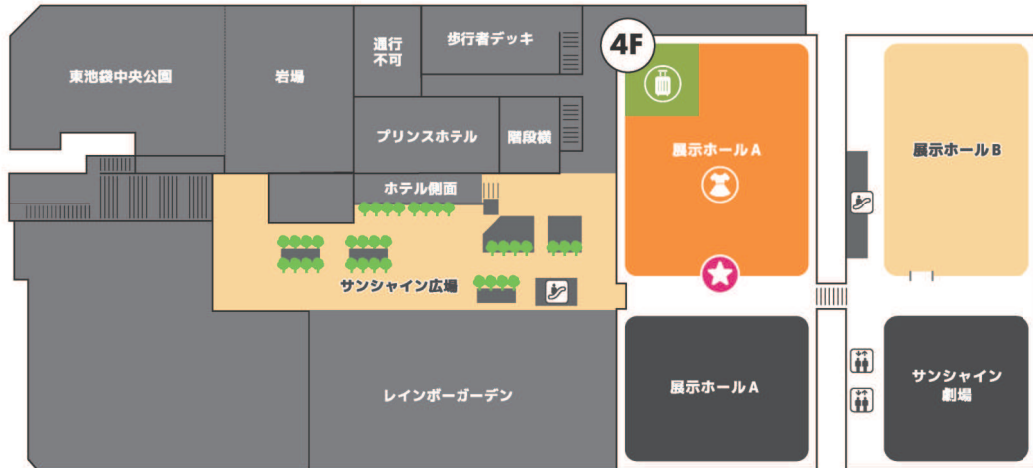 4F
通行
不可
歩行者デッキ
東池袋中央公園
岩場
プリンスホテル
階段横
展示ホールA
展示ホールB
ホテル側面
サンシャイン広場
レインボーガーデン
展示ホールA
サンシャイン
劇場